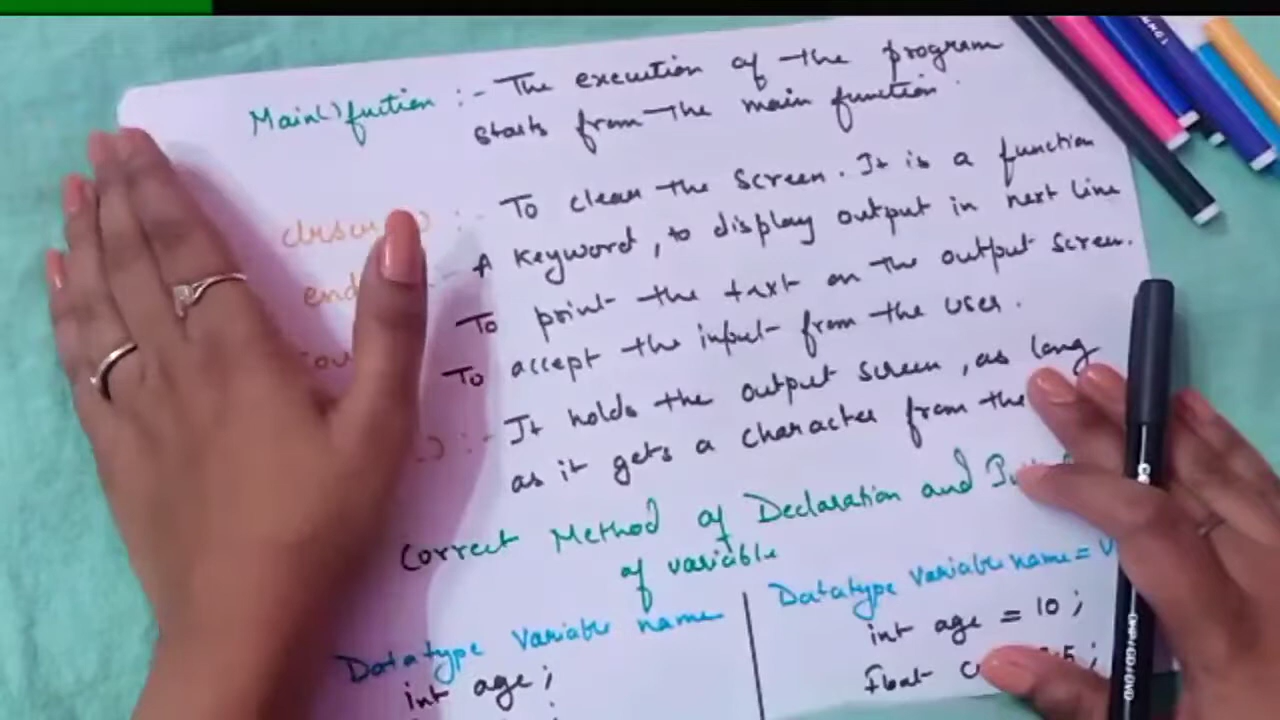 Main() fuction :- The execution of the program
starts from the main function.
:- To clean the screen. It is a function
- A Keyword, to display output in next line
To print the text on the output screen.
To accept the input from the user.
) :- It holds the output screen, as long
as it gets a character from the
Correct Method of Declaration and
of variable
Datatype Variable name
int age;
Datatype Variable name =
int age = 10;
float
CD/DVD